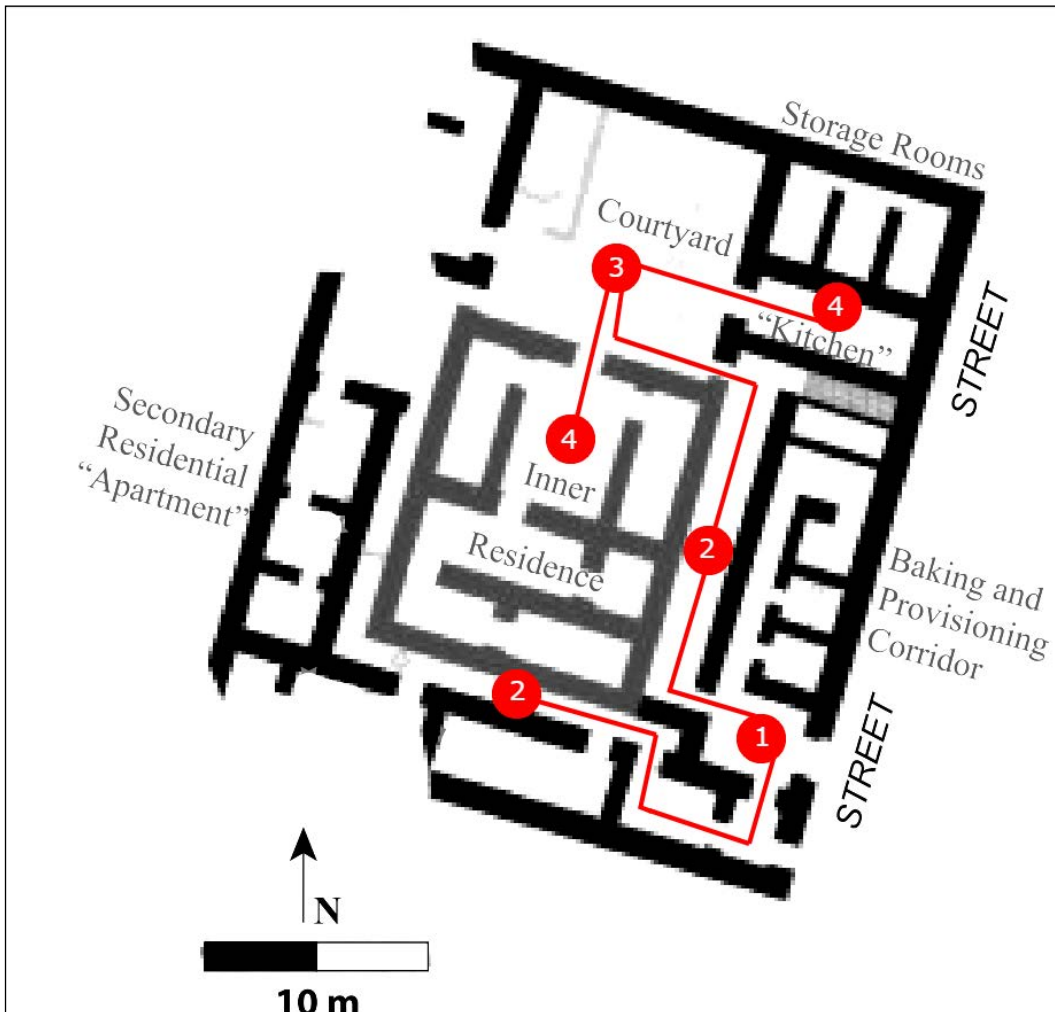 Storage Rooms
Courtyard
3
4
“Kitchen”
STREET
Secondary
Residential
“Apartment”
4
Inner
Residence
2
Baking and
Provisioning
Corridor
2
1
STREET
N
10 m